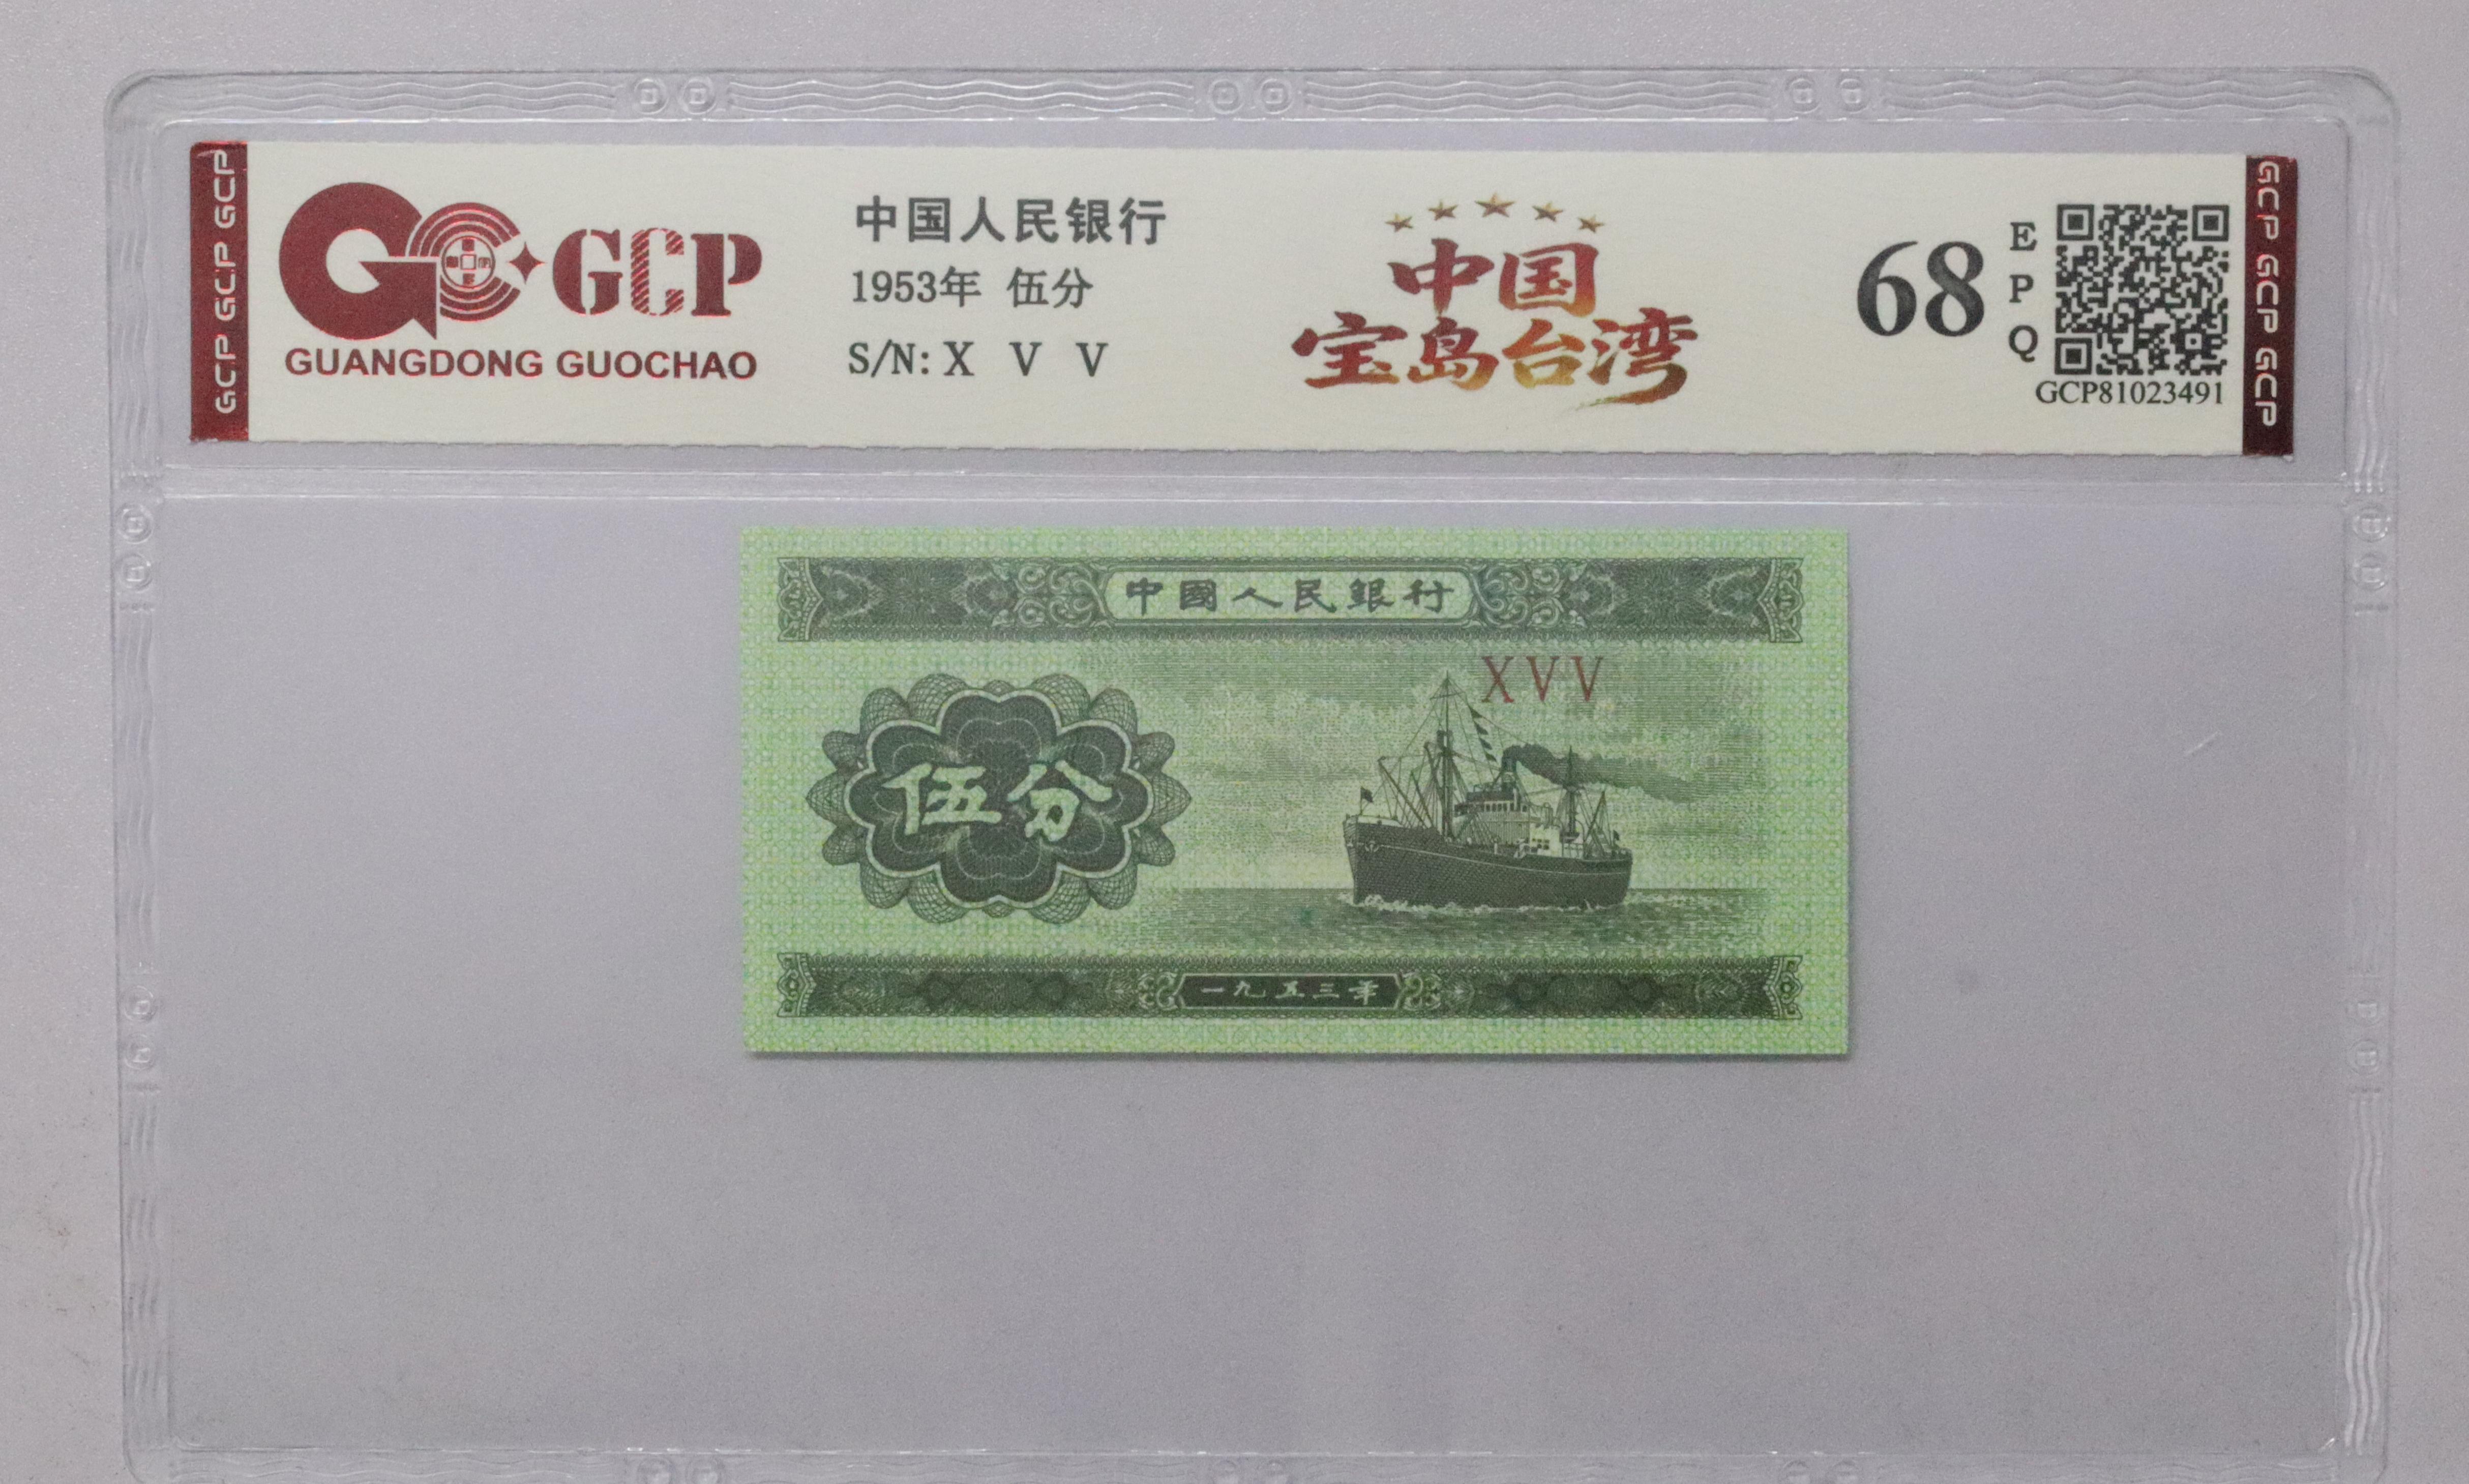 GCP GCP GCP
GCP
GUANGDONG GUOCHAO
中国人民银行
1953年 伍分
S/N: X V V
中国
宝岛台湾
68
EPQ
GCP81023491
GCP GCP GCP
中國人民銀行
XVV
伍分
一九五三年